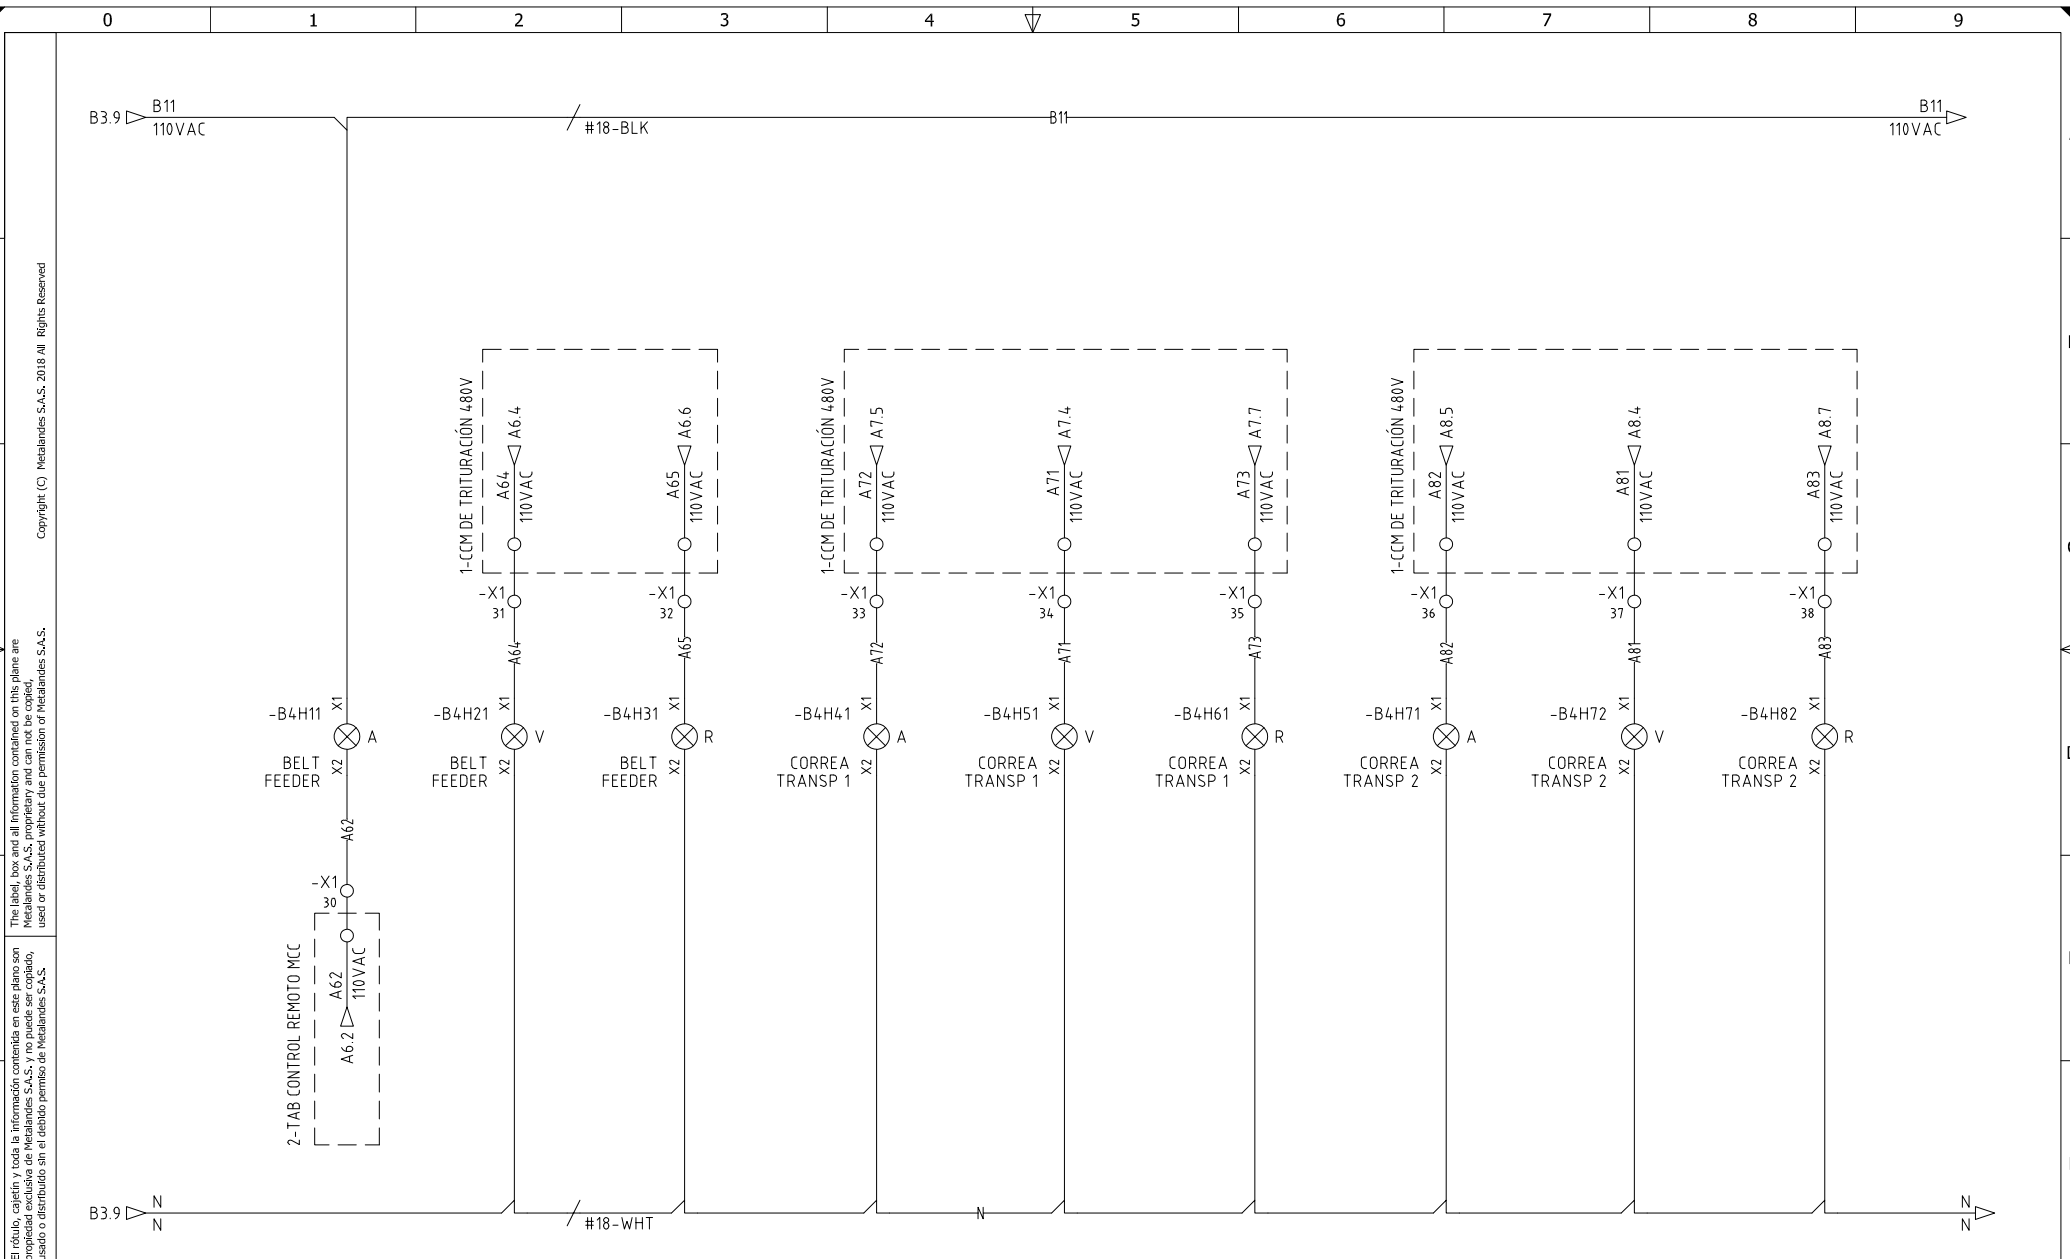 0 1 2 3 4 5 6 7 8 9
B3.9 B11 110VAC
#18-BLK
B11
B11 110VAC
Copyright (C) Metalandes S.A.S. 2018 All Rights Reserved
The label, box and all information contained on this plane are
Metalandes S.A.S. proprietary and can not be copied,
used or distributed without due permission of Metalandes S.A.S.
El rótulo, cajetín y toda la información contenida en este plano son
propiedad exclusiva de Metalandes S.A.S. y no puede ser copiado,
usado o distribuido sin el debido permiso de Metalandes S.A.S.
1-CCM DE TRITURACIÓN 480V
A6.4
A64
110VAC
A6.6
A65
110VAC
1-CCM DE TRITURACIÓN 480V
A7.5
A72
110VAC
A7.4
A71
110VAC
A7.7
A73
110VAC
1-CCM DE TRITURACIÓN 480V
A8.5
A82
110VAC
A8.4
A81
110VAC
A8.7
A83
110VAC
-X1 -X1 -X1 -X1 -X1 -X1 -X1 -X1
31 32 33 34 35 36 37 38
A64 A65 A72 A71 A73 A82 A81 A83
X1 X1 X1 X1 X1 X1 X1 X1 X1
-B4H11 -B4H21 -B4H31 -B4H41 -B4H51 -B4H61 -B4H71 -B4H72 -B4H82
A V R A V R A V R
X2 X2 X2 X2 X2 X2 X2 X2 X2
BELT BELT BELT CORREA CORREA CORREA CORREA CORREA CORREA
FEEDER FEEDER FEEDER TRANSP 1 TRANSP 1 TRANSP 1 TRANSP 2 TRANSP 2 TRANSP 2
A62
-X1
30
2-TAB CONTROL REMOTO MCC
A62
110VAC
A6.2
B3.9 N N
#18-WHT
N
N N